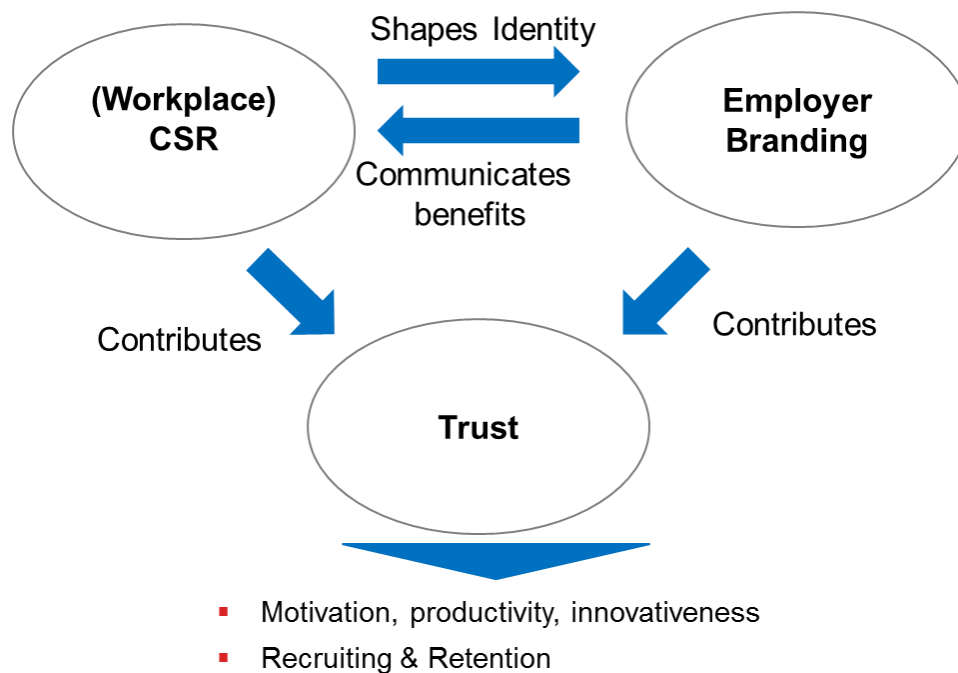 Shapes Identity
(Workplace)
CSR
Employer
Branding
Communicates
benefits
Contributes
Contributes
Trust
▪ Motivation, productivity, innovativeness
▪ Recruiting & Retention